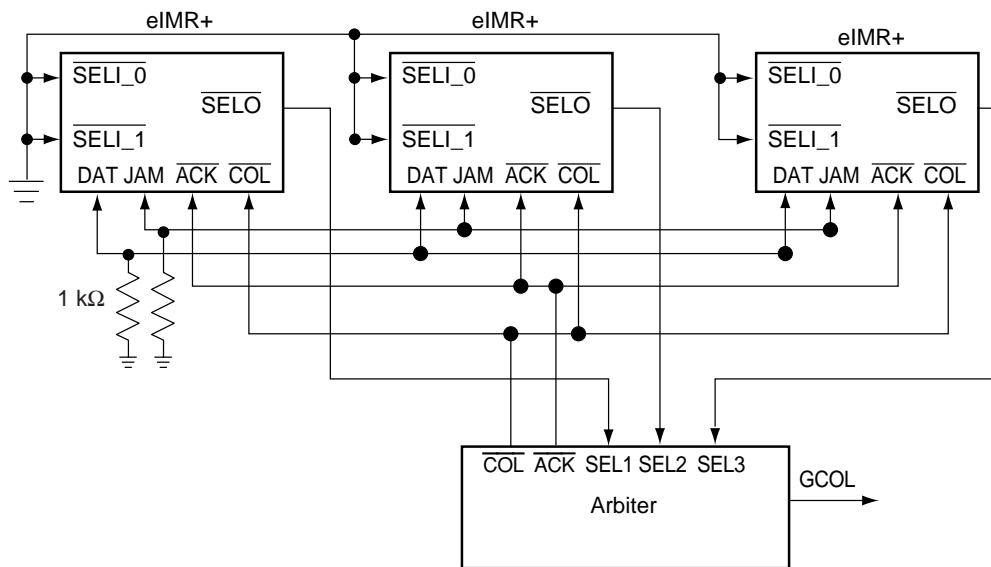 eIMR+ eIMR+ eIMR+
SELI_0 SELI_0 SELI_0
SELO SELO SELO
SELI_1 SELI_1 SELI_1
DAT JAM ACK COL DAT JAM ACK COL DAT JAM ACK COL
1 kΩ
COL ACK SEL1 SEL2 SEL3
GCOL
Arbiter